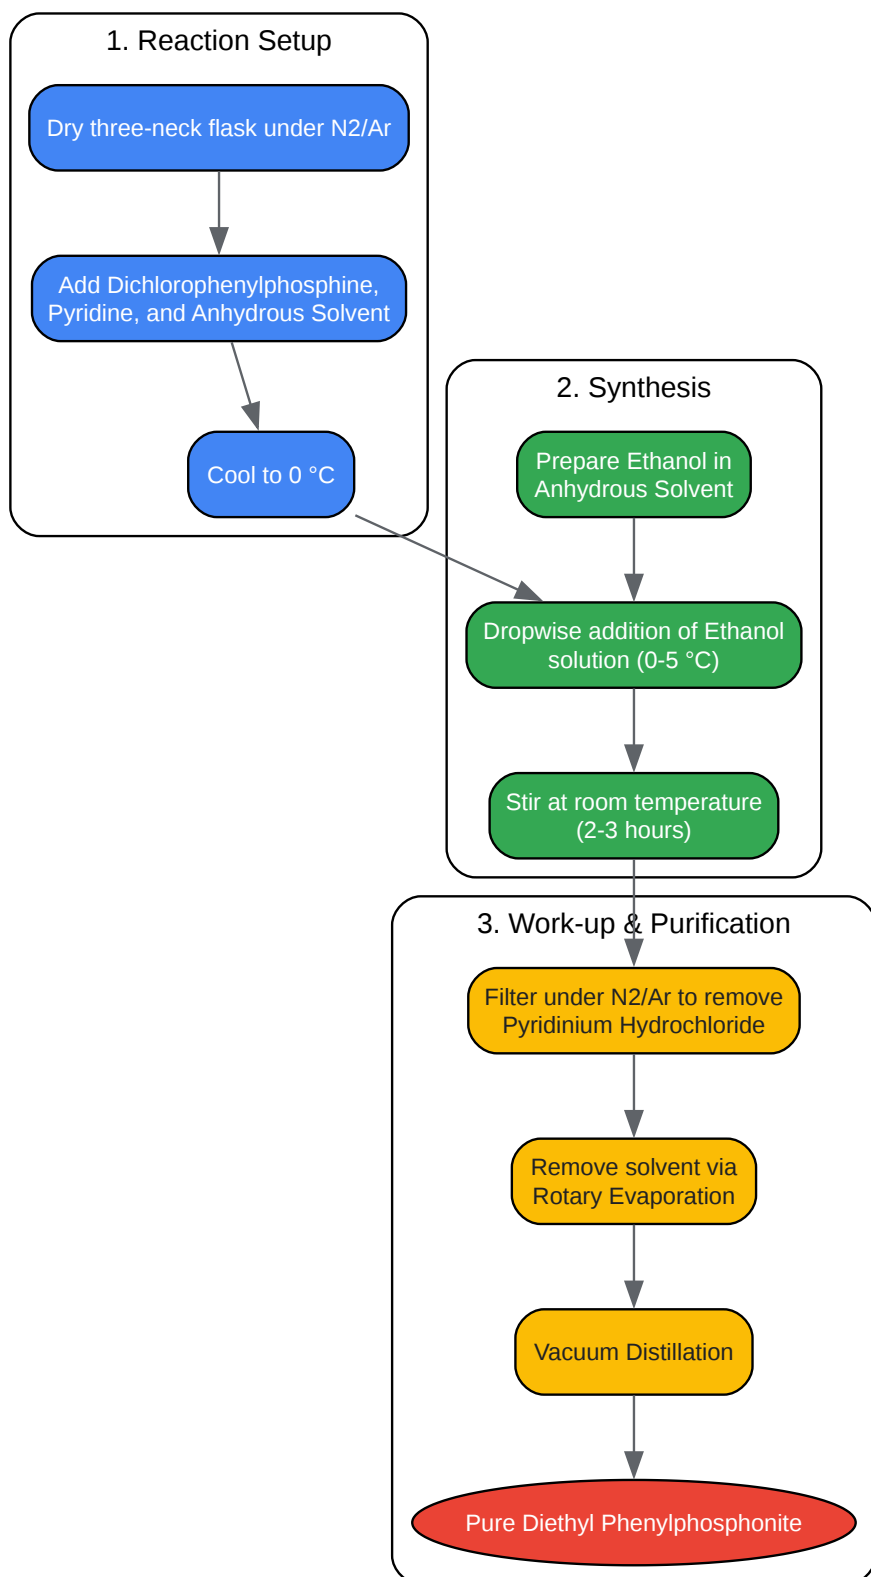 1. Reaction Setup
Dry three-neck flask under N2/Ar
Add Dichlorophenylphosphine,
Pyridine, and Anhydrous Solvent
Cool to 0 °C
2. Synthesis
Prepare Ethanol in
Anhydrous Solvent
Dropwise addition of Ethanol
solution (0-5 °C)
Stir at room temperature
(2-3 hours)
3. Work-up & Purification
Filter under N2/Ar to remove
Pyridinium Hydrochloride
Remove solvent via
Rotary Evaporation
Vacuum Distillation
Pure Diethyl Phenylphosphonite